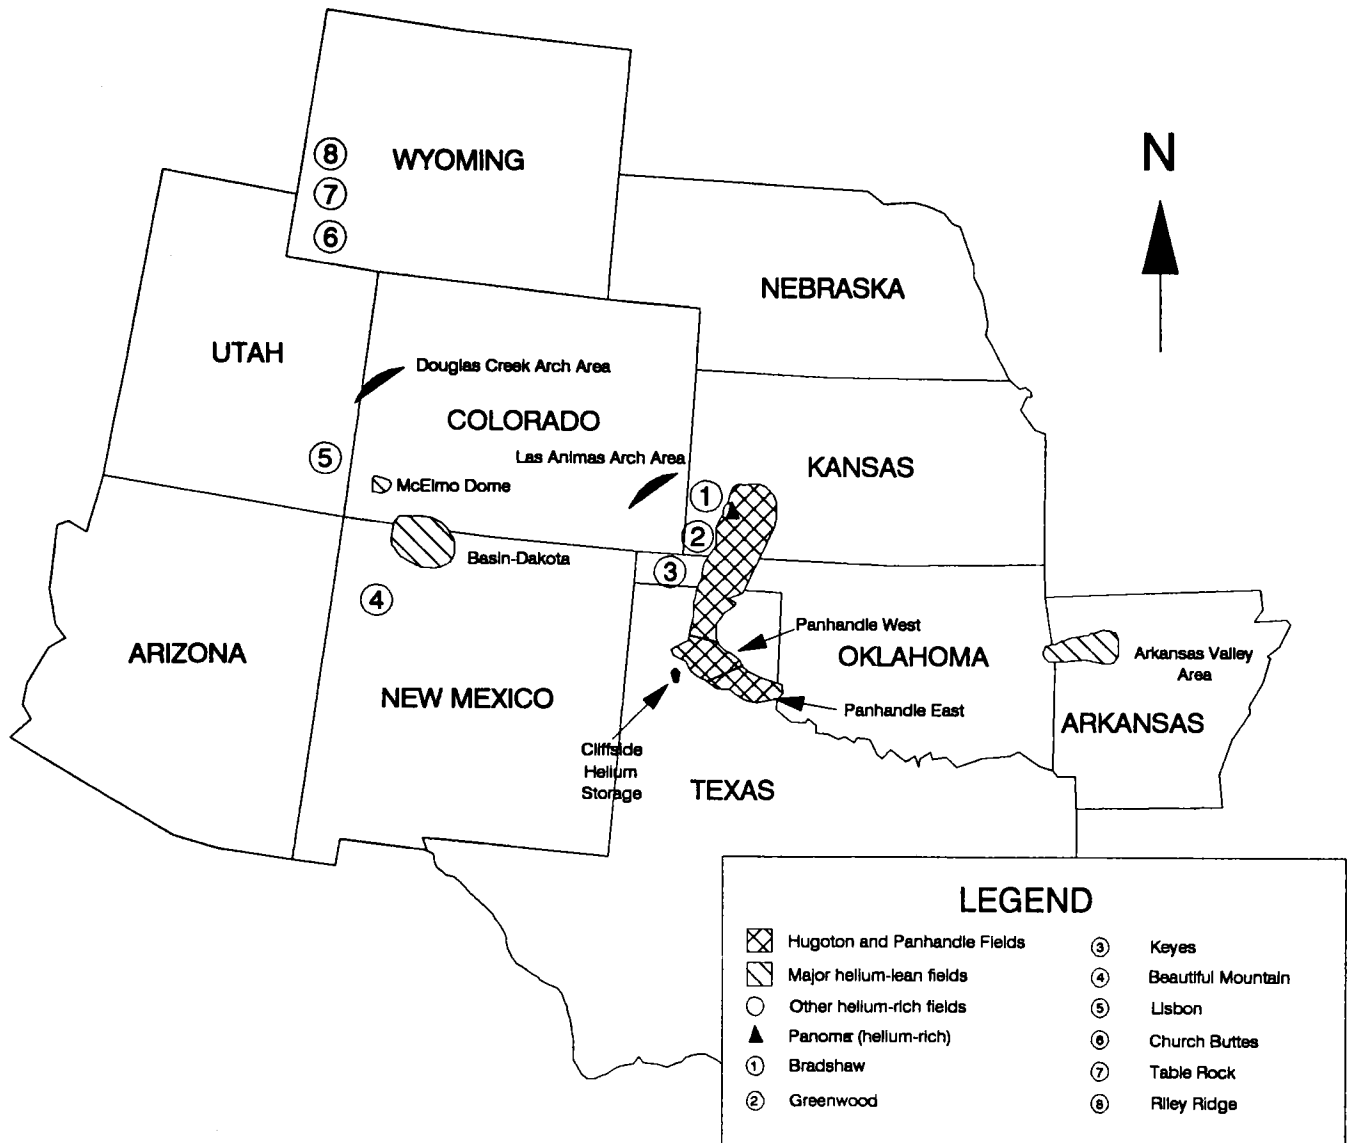 N
8
WYOMING
7
6
NEBRASKA
UTAH
Douglas Creek Arch Area
COLORADO
Las Animas Arch Area
KANSAS
5
McElmo Dome
1
2
Basin-Dakota
3
4
ARIZONA
NEW MEXICO
Panhandle West
OKLAHOMA
Panhandle East
Arkansas Valley
Area
ARKANSAS
Cliffside
Helium
Storage
TEXAS
LEGEND
Hugoton and Panhandle Fields
Major helium-lean fields
Other helium-rich fields
Panoma (helium-rich)
1 Bradshaw
2 Greenwood
3 Keyes
4 Beautiful Mountain
5 Lisbon
6 Church Buttes
7 Table Rock
8 Riley Ridge